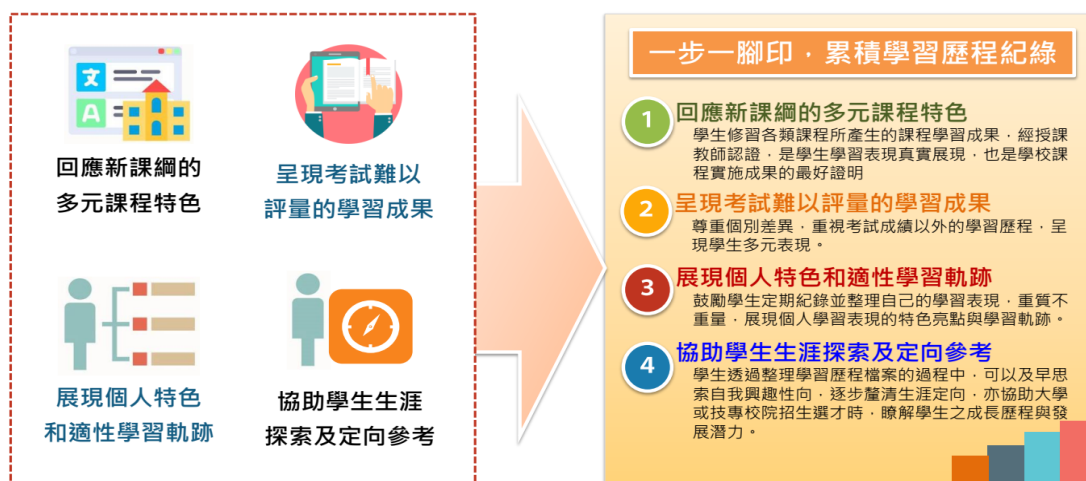 文
A
回應新課綱的
多元課程特色
呈現考試難以
評量的學習成果
展現個人特色
和適性學習軌跡
協助學生生涯
探索及定向參考
一步一腳印，累積學習歷程紀錄
1
回應新課綱的多元課程特色
學生修習各類課程所產生的課程學習成果，經授課
教師認證，是學生學習表現真實展現，也是學校課
程實施成果的最好證明
2
呈現考試難以評量的學習成果
尊重個別差異，重視考試成績以外的學習歷程，呈
現學生多元表現。
3
展現個人特色和適性學習軌跡
鼓勵學生定期紀錄並整理自己的學習表現，重質不
重量，展現個人學習表現的特色亮點與學習軌跡。
4
協助學生生涯探索及定向參考
學生透過整理學習歷程檔案的過程中，可以及早思
索自我興趣性向，逐步釐清生涯定向，亦協助大學
或技專校院招生選才時，瞭解學生之成長歷程與發
展潛力。